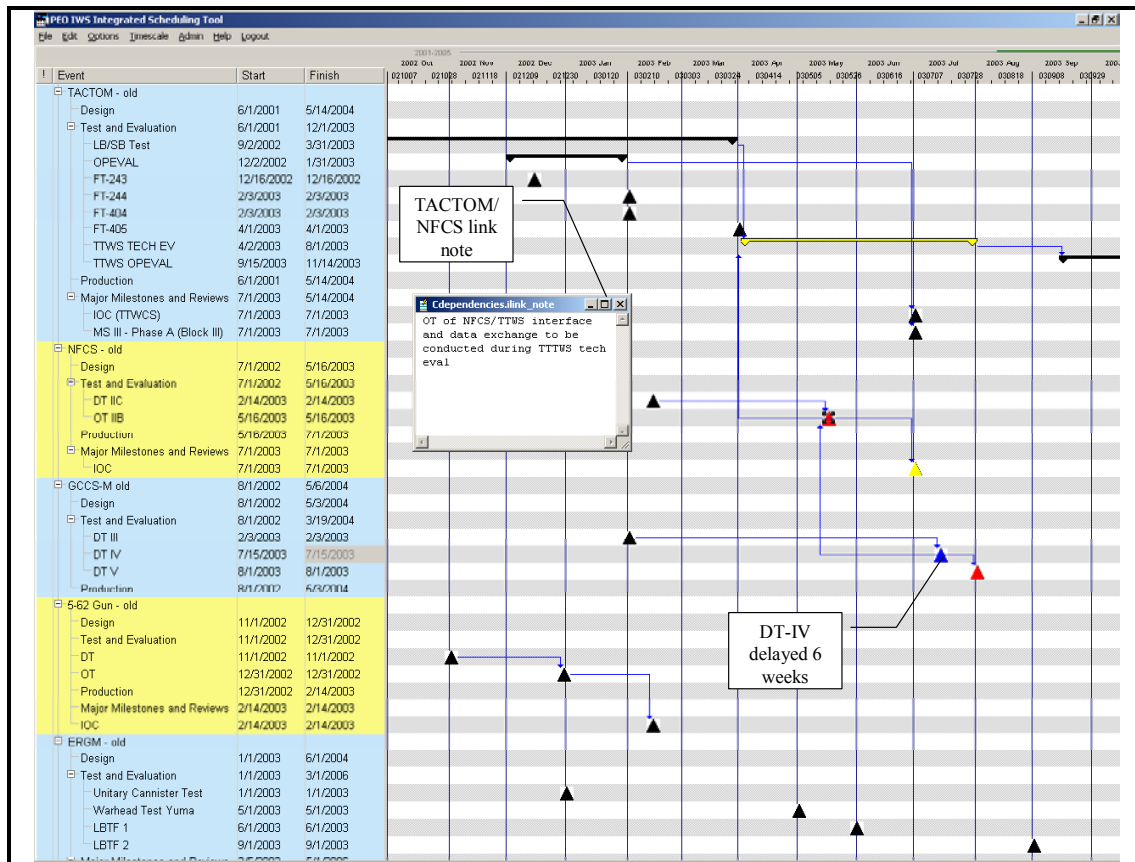 PEO IWS Integrated Scheduling Tool
File Edit Options Timescale Admin Help Logout
2001-2005
2002 Oct 2002 Nov 2002 Dec 2003 Jan 2003 Feb 2003 Mar 2003 Apr 2003 May 2003 Jun 2003 Jul 2003 Aug 2003 Sep
! Event Start Finish 021007 021028 021118 021209 021230 030120 030210 030303 030324 030414 030505 030526 030616 030707 030728 030818 030908 030929
TACTOM - old
Design 6/1/2001 5/14/2004
Test and Evaluation 6/1/2001 12/1/2003
LB/SB Test 9/2/2002 3/31/2003
OPEVAL 12/2/2002 1/31/2003
FT-243 12/16/2002 12/16/2002
FT-244 2/3/2003 2/3/2003
FT-404 2/3/2003 2/3/2003
FT-405 4/1/2003 4/1/2003
TTWS TECH EV 4/2/2003 8/1/2003
TTWS OPEVAL 9/15/2003 11/14/2003
Production 6/1/2001 5/14/2004
Major Milestones and Reviews 7/1/2003 5/14/2004
IOC (TTWCS) 7/1/2003 7/1/2003
MS III - Phase A (Block III) 7/1/2003 7/1/2003
TACTOM/
NFCS link
note
Cdependencies.ilink_note
OT of NFCS/TTWS interface
and data exchange to be
conducted during TTTWS tech
eval
NFCS - old
Design 7/1/2002 5/16/2003
Test and Evaluation 7/1/2002 5/16/2003
DT IIC 2/14/2003 2/14/2003
OT IIB 5/16/2003 5/16/2003
Production 5/16/2003 7/1/2003
Major Milestones and Reviews 7/1/2003 7/1/2003
IOC 7/1/2003 7/1/2003
GCCS-M old 8/1/2002 5/6/2004
Design 8/1/2002 5/3/2004
Test and Evaluation 8/1/2002 3/19/2004
DT III 2/3/2003 2/3/2003
DT IV 7/15/2003 7/15/2003
DT V 8/1/2003 8/1/2003
Production 8/1/2002 5/3/2004
DT-IV
delayed 6
weeks
5-62 Gun - old
Design 11/1/2002 12/31/2002
Test and Evaluation 11/1/2002 12/31/2002
DT 11/1/2002 11/1/2002
OT 12/31/2002 12/31/2002
Production 12/31/2002 2/14/2003
Major Milestones and Reviews 2/14/2003 2/14/2003
IOC 2/14/2003 2/14/2003
ERGM - old
Design 1/1/2003 6/1/2004
Test and Evaluation 1/1/2003 3/1/2006
Unitary Cannister Test 1/1/2003 1/1/2003
Warhead Test Yuma 5/1/2003 5/1/2003
LBTF 1 6/1/2003 6/1/2003
LBTF 2 9/1/2003 9/1/2003
Major Milestones and Reviews